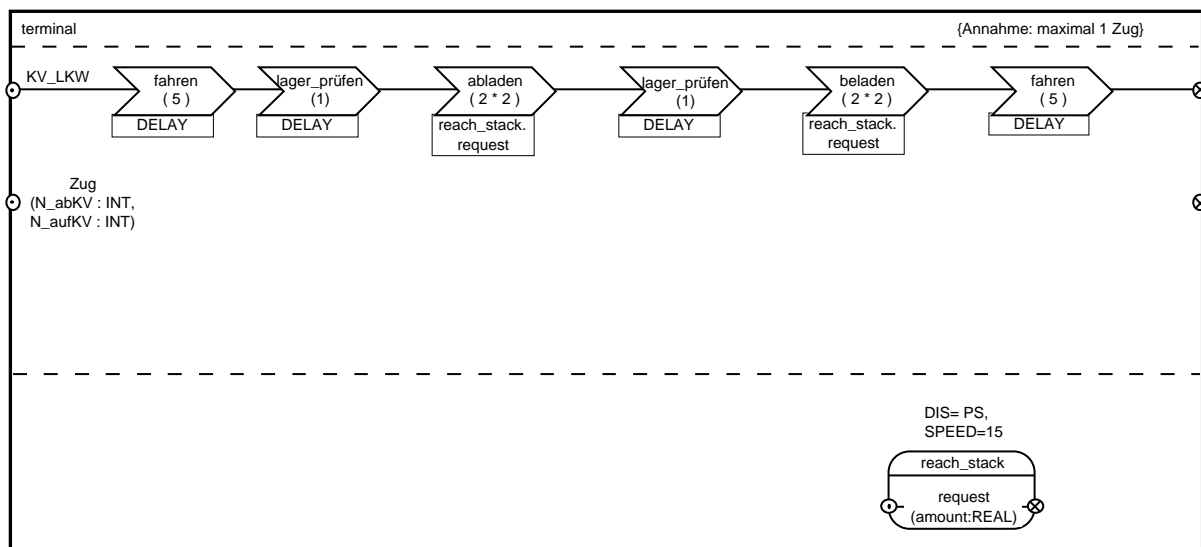 terminal
{Annahme: maximal 1 Zug}
KV_LKW
fahren
( 5 )
DELAY
lager_prüfen
(1)
DELAY
abladen
( 2 * 2 )
reach_stack.
request
lager_prüfen
(1)
DELAY
beladen
( 2 * 2 )
reach_stack.
request
fahren
( 5 )
DELAY
Zug
(N_abKV : INT,
N_aufKV : INT)
DIS= PS,
SPEED=15
reach_stack
request
(amount:REAL)